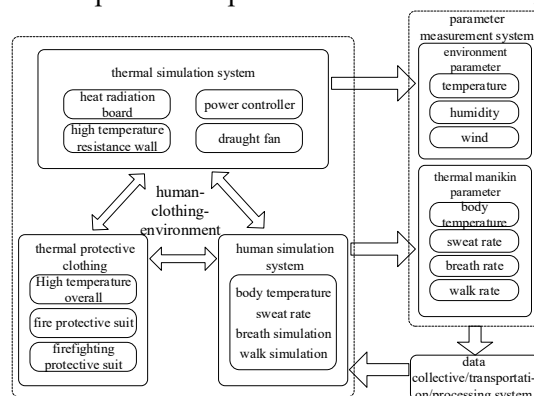 thermal simulation system
heat radiation
board
high temperature
resistance wall
power controller
draught fan
human-
clothing-
environment
thermal protective
clothing
High temperature
overall
fire protective suit
firefighting
protective suit
human simulation
system
body temperature
sweat rate
breath simulation
walk simulation
parameter
measurement system
environment
parameter
temperature
humidity
wind
thermal manikin
parameter
body
temperature
sweat rate
breath rate
walk rate
data
collective/transportati-
on/processing system